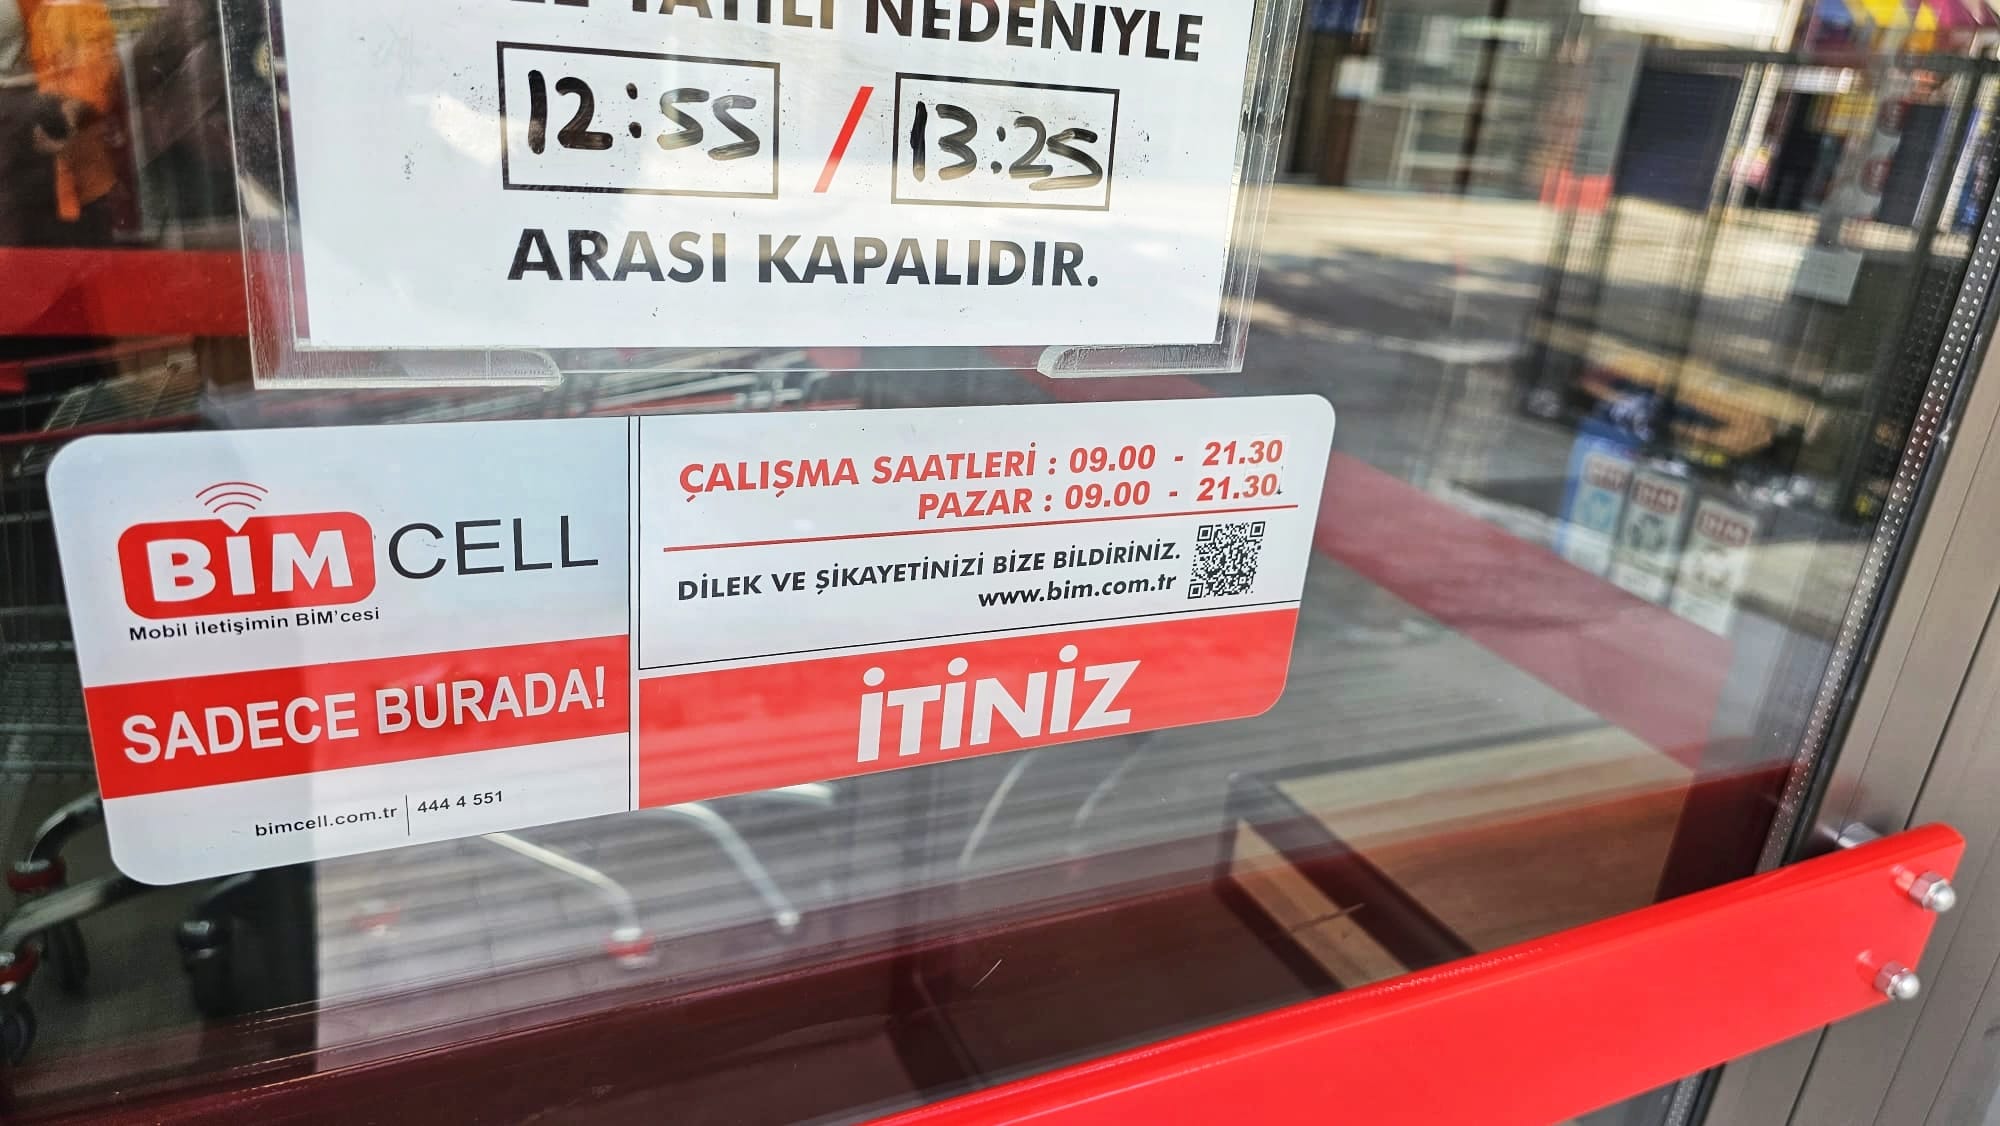 TATİLİ NEDENİYLE
12:55 / 13:25
ARASI KAPALIDIR.
BİM CELL
Mobil iletişimin BİM'cesi
SADECE BURADA!
bimcell.com.tr | 444 4 551
ÇALIŞMA SAATLERİ : 09.00 - 21.30
PAZAR : 09.00 - 21.30
DİLEK VE ŞİKAYETİNİZİ BİZE BİLDİRİNİZ.
www.bim.com.tr
İTİNİZ